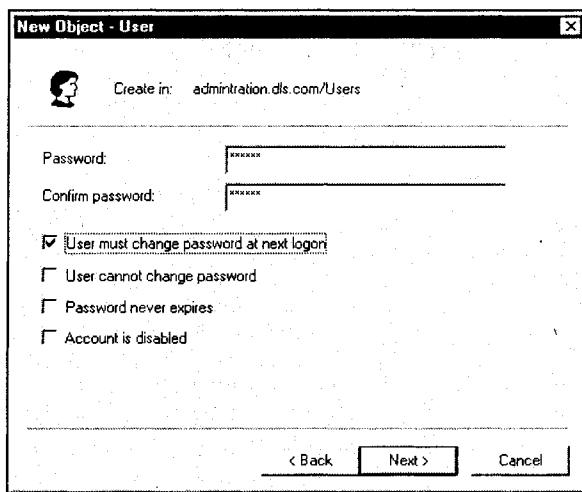 New Object - User
Create in: admintration.dls.com/Users
Password: ******
Confirm password: ******
User must change password at next logon
User cannot change password
Password never expires
Account is disabled
< Back Next > Cancel